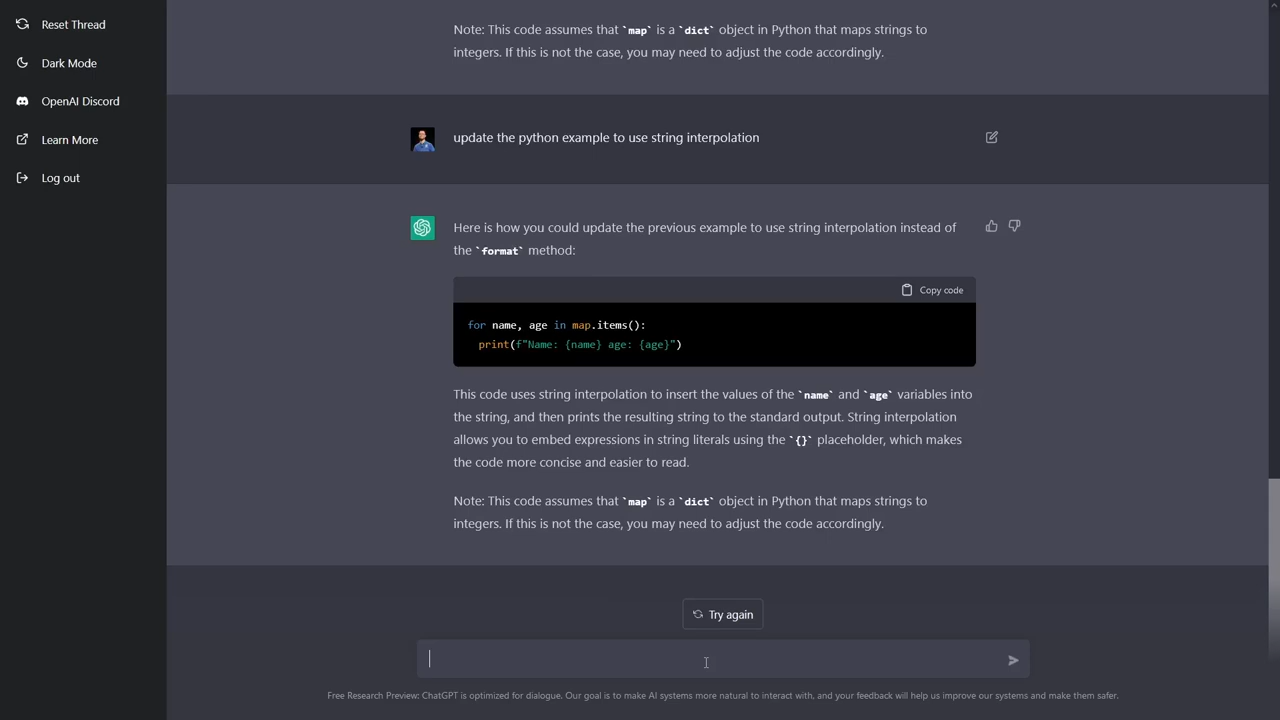 Reset Thread
Dark Mode
OpenAI Discord
Learn More
Log out
Note: This code assumes that `map` is a `dict` object in Python that maps strings to
integers. If this is not the case, you may need to adjust the code accordingly.
update the python example to use string interpolation
Here is how you could update the previous example to use string interpolation instead of
the `format` method:
Copy code
for name, age in map.items():
print(f"Name: {name} age: {age}")
This code uses string interpolation to insert the values of the `name` and `age` variables into
the string, and then prints the resulting string to the standard output. String interpolation
allows you to embed expressions in string literals using the `{}` placeholder, which makes
the code more concise and easier to read.
Note: This code assumes that `map` is a `dict` object in Python that maps strings to
integers. If this is not the case, you may need to adjust the code accordingly.
Try again
Free Research Preview: ChatGPT is optimized for dialogue. Our goal is to make AI systems more natural to interact with, and your feedback will help us improve our systems and make them safer.